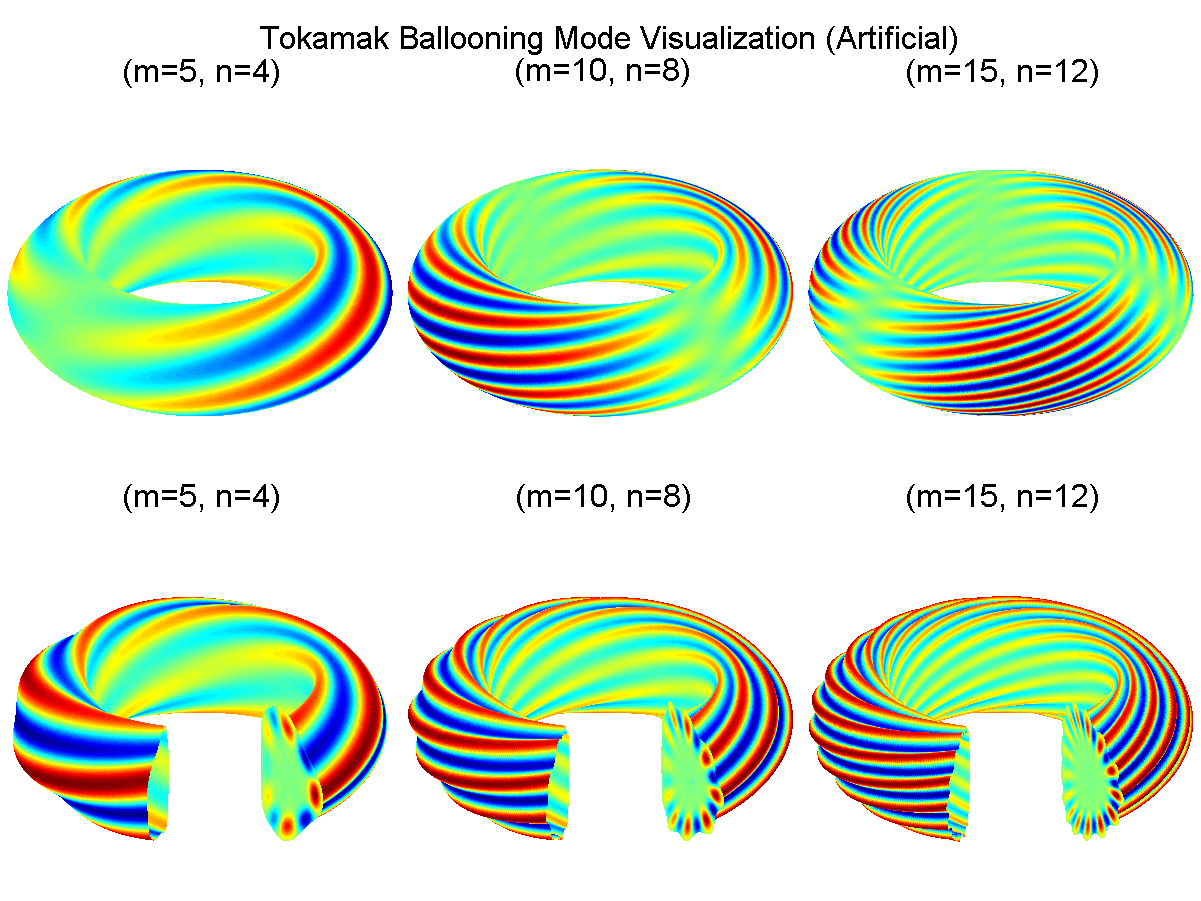 Tokamak Ballooning Mode Visualization (Artificial)
(m=5, n=4) (m=10, n=8) (m=15, n=12)
(m=5, n=4) (m=10, n=8) (m=15, n=12)